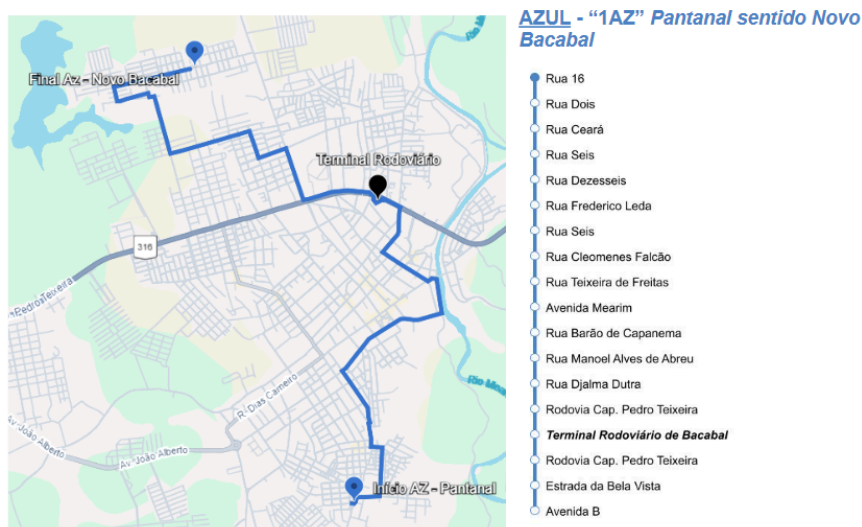 AZUL - “1AZ” Pantanal sentido Novo
Bacabal
Final Az - Novo Bacabal
Terminal Rodoviário
316
Pedro Teixeira
R. Dias Carneiro
Av. João Alberto
Av. João Alberto
Início AZ - Pantanal
Rua 16
Rua Dois
Rua Ceará
Rua Seis
Rua Dezesseis
Rua Frederico Leda
Rua Seis
Rua Cleomenes Falcão
Rua Teixeira de Freitas
Avenida Mearim
Rua Barão de Capanema
Rua Manoel Alves de Abreu
Rua Djalma Dutra
Rodovia Cap. Pedro Teixeira
Terminal Rodoviário de Bacabal
Rodovia Cap. Pedro Teixeira
Estrada da Bela Vista
Avenida B